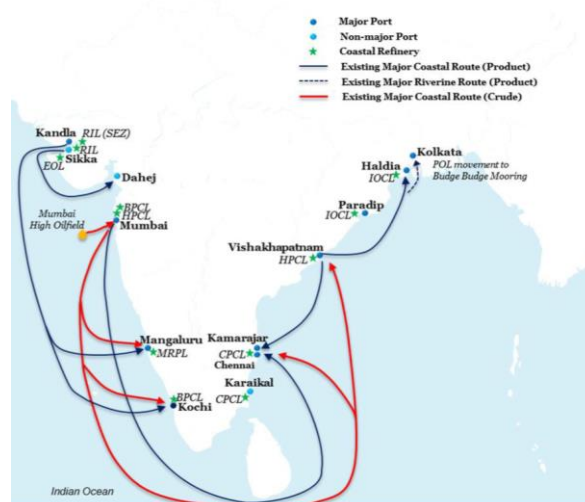 Major Port
Non-major Port
Coastal Refinery
Existing Major Coastal Route (Product)
Existing Major Riverine Route (Product)
Existing Major Coastal Route (Crude)
Kandla
RIL (SEZ)
RIL
Sikka
EOL
Dahej
Mumbai
High Oilfield
BPCL
HPCL
Mumbai
Kolkata
Haldia
IOCL
POL movement to
Budge Budge Mooring
Paradip
IOCL
Vishakhapatnam
HPCL
Mangaluru
MRPL
Kamarajar
CPCL
Chennai
Karaikal
CPCL
BPCL
Kochi
Indian Ocean